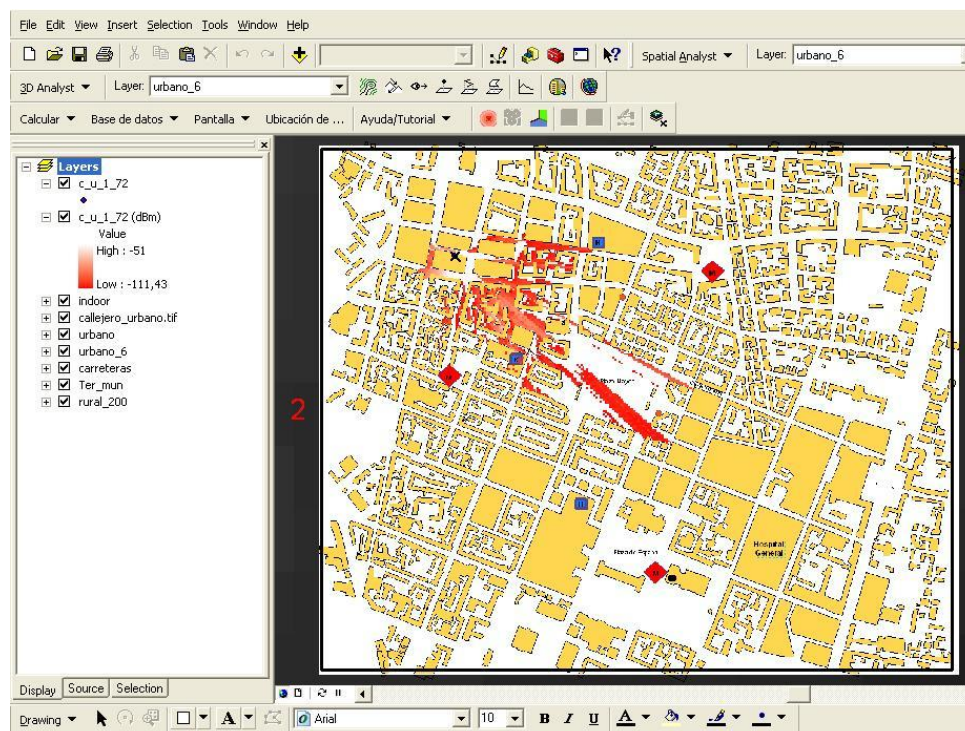 File Edit View Insert Selection Tools Window Help
Spatial Analyst Layer: urbano_6
3D Analyst Layer: urbano_6
Calcular Base de datos Pantalla Ubicación de ... Ayuda/Tutorial
Layers
c_u_1_72
c_u_1_72 (dBm)
Value
High : -51
Low : -111,43
indoor
callejero_urbano.tif
urbano
urbano_6
carreteras
Ter_mun
rural_200
2
Plaza Mayor
Hospital
General
Display Source Selection
Drawing Arial 10 B I U A